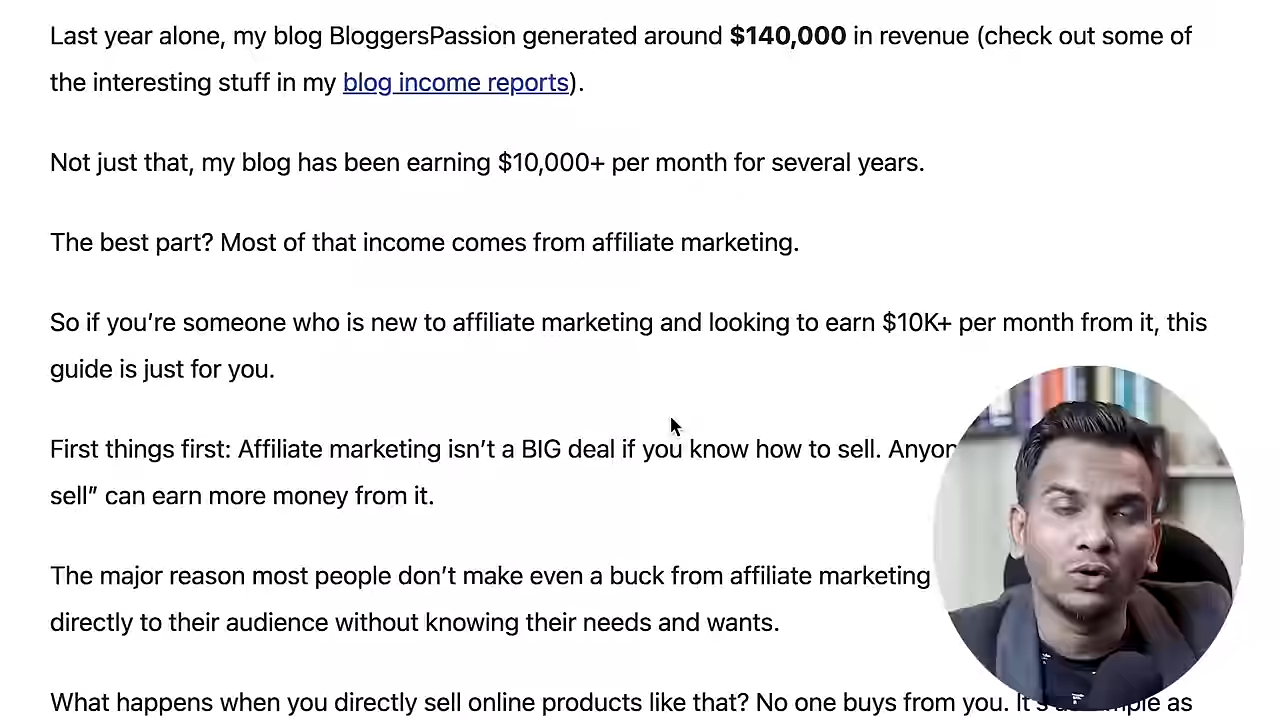 Last year alone, my blog BloggersPassion generated around $140,000 in revenue (check out some of
the interesting stuff in my blog income reports).
Not just that, my blog has been earning $10,000+ per month for several years.
The best part? Most of that income comes from affiliate marketing.
So if you’re someone who is new to affiliate marketing and looking to earn $10K+ per month from it, this
guide is just for you.
First things first: Affiliate marketing isn’t a BIG deal if you know how to sell.
sell” can earn more money from it.
The major reason most people don’t make even a buck from affiliate marketing
directly to their audience without knowing their needs and wants.
What happens when you directly sell online products like that? No one buys from you. It’s as